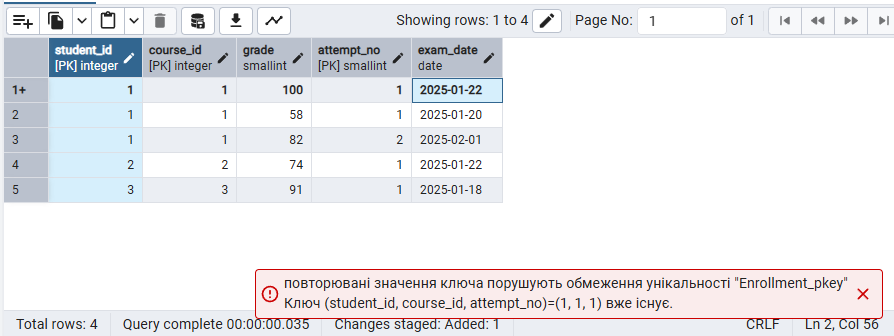 Showing rows: 1 to 4 Page No: 1 of 1
student_id course_id grade attempt_no exam_date
[PK] integer [PK] integer smallint [PK] smallint date
1+ 1 1 100 1 2025-01-22
2 1 1 58 1 2025-01-20
3 1 1 82 2 2025-02-01
4 2 2 74 1 2025-01-22
5 3 3 91 1 2025-01-18
повторювані значення ключа порушують обмеження унікальності "Enrollment_pkey"
Ключ (student_id, course_id, attempt_no)=(1, 1, 1) вже існує.
Total rows: 4 Query complete 00:00:00.035 Changes staged: Added: 1 CRLF Ln 2, Col 56